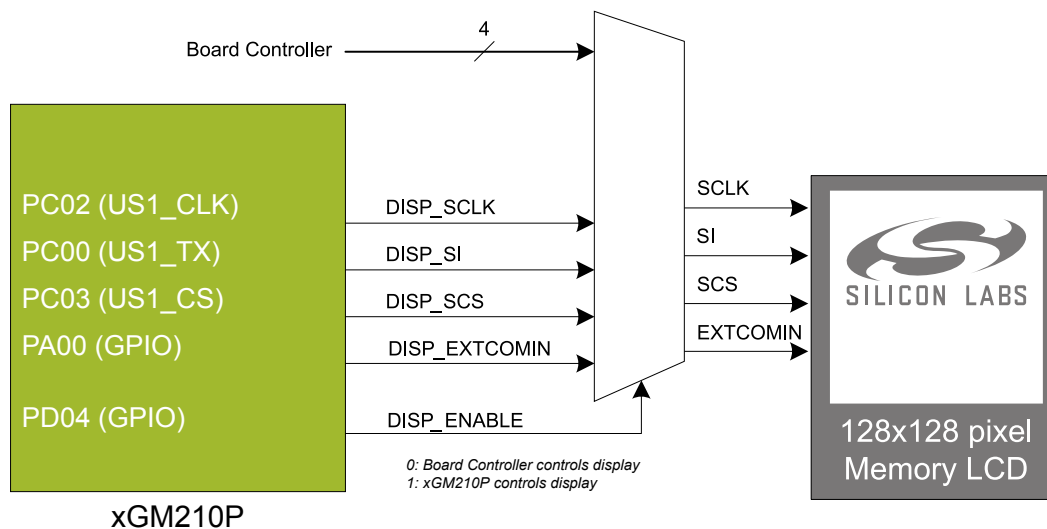 4
Board Controller
PC02 (US1_CLK)
PC00 (US1_TX)
PC03 (US1_CS)
PA00 (GPIO)
PD04 (GPIO)
xGM210P
DISP_SCLK
DISP_SI
DISP_SCS
DISP_EXTCOMIN
DISP_ENABLE
0: Board Controller controls display
1: xGM210P controls display
SCLK
SI
SCS
EXTCOMIN
SILICON LABS
128x128 pixel
Memory LCD